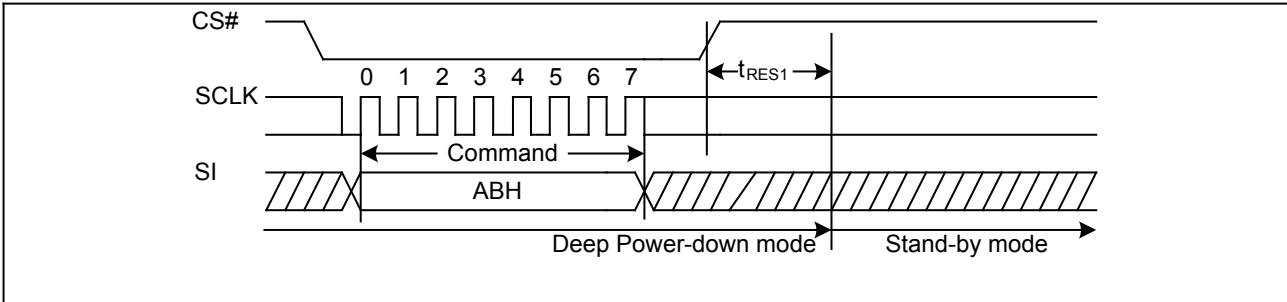 CS#
tRES1
0 1 2 3 4 5 6 7
SCLK
Command
SI
ABH
Deep Power-down mode Stand-by mode